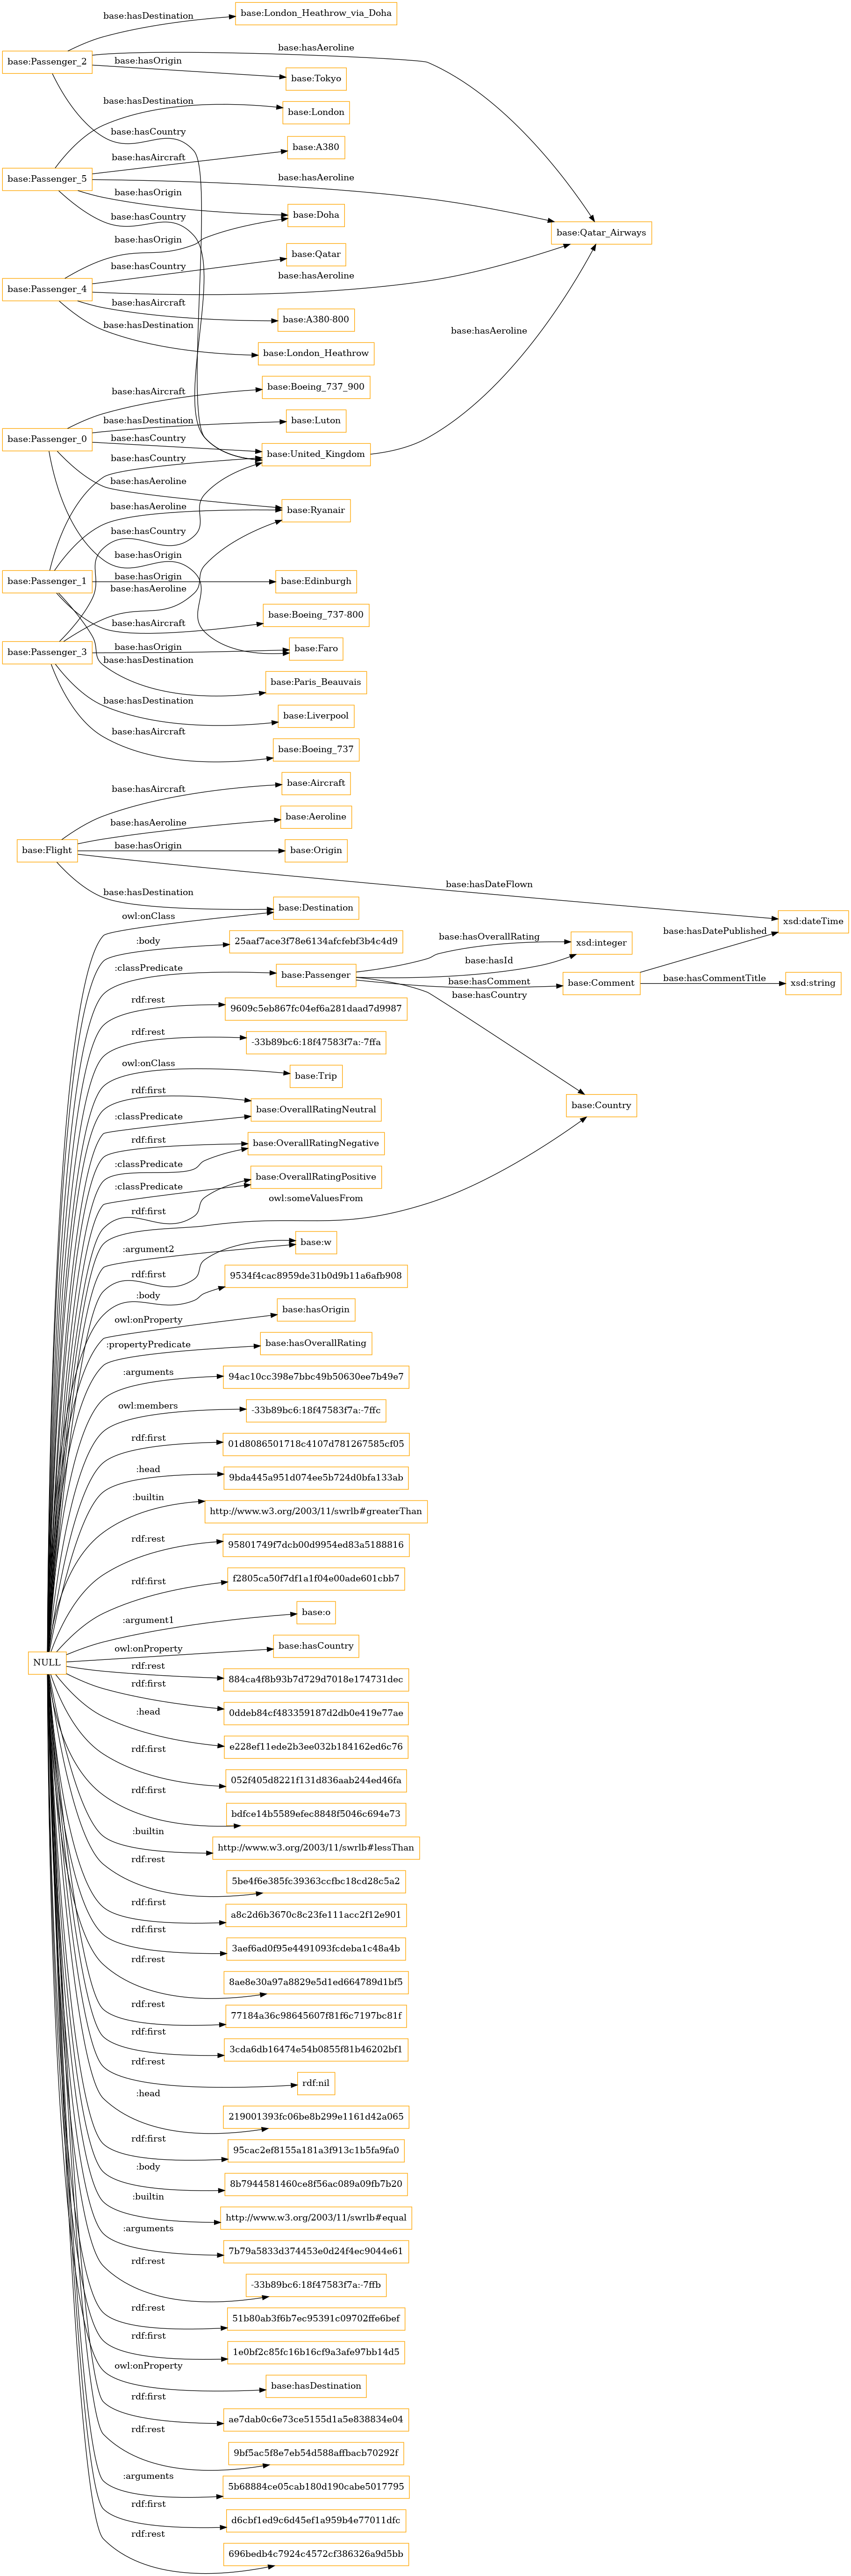 base:hasDestination
base:London_Heathrow_via_Doha
base:Passenger_2
base:hasAeroline
base:hasOrigin
base:Tokyo
base:hasDestination
base:London
base:hasCountry
base:A380
base:hasAircraft
base:Passenger_5
base:hasAeroline
base:hasOrigin
base:Doha
base:hasCountry
base:Qatar_Airways
base:hasOrigin
base:Qatar
base:hasCountry
base:hasAeroline
base:Passenger_4
base:hasAircraft
base:A380-800
base:hasDestination
base:hasAeroline
base:London_Heathrow
base:Boeing_737_900
base:hasAircraft
base:hasDestination
base:Luton
base:Passenger_0
base:hasCountry
base:United_Kingdom
base:hasCountry
base:hasAeroline
base:hasAeroline
base:Ryanair
base:hasCountry
base:hasOrigin
base:Passenger_1
base:hasOrigin
base:Edinburgh
base:hasAeroline
base:Boeing_737-800
base:hasAircraft
base:Passenger_3
base:hasOrigin
base:Faro
base:hasDestination
base:Paris_Beauvais
base:hasDestination
base:Liverpool
base:hasAircraft
base:Boeing_737
base:hasAircraft
base:Aircraft
base:hasAeroline
base:Aeroline
base:Flight
base:hasOrigin
base:Origin
base:hasDateFlown
base:hasDestination
base:Destination
owl:onClass
xsd:dateTime
base:hasDatePublished
:body
25aaf7ace3f78e6134afcfebf3b4c4d9
base:hasOverallRating
xsd:integer
base:hasId
:classPredicate
base:Passenger
base:hasComment
base:Comment
base:hasCommentTitle
xsd:string
base:hasCountry
rdf:rest
9609c5eb867fc04ef6a281daad7d9987
rdf:rest
-33b89bc6:18f47583f7a:-7ffa
owl:onClass
base:Trip
rdf:first
base:OverallRatingNeutral
base:Country
:classPredicate
rdf:first
base:OverallRatingNegative
:classPredicate
base:OverallRatingPositive
:classPredicate
owl:someValuesFrom
rdf:first
base:w
:argument2
rdf:first
9534f4cac8959de31b0d9b11a6afb908
:body
base:hasOrigin
owl:onProperty
:propertyPredicate
base:hasOverallRating
:arguments
94ac10cc398e7bbc49b50630ee7b49e7
owl:members
-33b89bc6:18f47583f7a:-7ffc
rdf:first
01d8086501718c4107d781267585cf05
:head
9bda445a951d074ee5b724d0bfa133ab
:builtin
http://www.w3.org/2003/11/swrlb#greaterThan
rdf:rest
95801749f7dcb00d9954ed83a5188816
rdf:first
f2805ca50f7df1a1f04e00ade601cbb7
:argument1
base:o
NULL
owl:onProperty
base:hasCountry
rdf:rest
884ca4f8b93b7d729d7018e174731dec
rdf:first
0ddeb84cf483359187d2db0e419e77ae
:head
e228ef11ede2b3ee032b184162ed6c76
rdf:first
052f405d8221f131d836aab244ed46fa
rdf:first
bdfce14b5589efec8848f5046c694e73
:builtin
http://www.w3.org/2003/11/swrlb#lessThan
rdf:rest
5be4f6e385fc39363ccfbc18cd28c5a2
rdf:first
a8c2d6b3670c8c23fe111acc2f12e901
rdf:first
3aef6ad0f95e4491093fcdeba1c48a4b
rdf:rest
8ae8e30a97a8829e5d1ed664789d1bf5
rdf:rest
77184a36c98645607f81f6c7197bc81f
rdf:first
3cda6db16474e54b0855f81b46202bf1
rdf:rest
rdf:nil
:head
219001393fc06be8b299e1161d42a065
rdf:first
95cac2ef8155a181a3f913c1b5fa9fa0
:body
8b7944581460ce8f56ac089a09fb7b20
:builtin
http://www.w3.org/2003/11/swrlb#equal
:arguments
7b79a5833d374453e0d24f4ec9044e61
rdf:rest
-33b89bc6:18f47583f7a:-7ffb
rdf:rest
51b80ab3f6b7ec95391c09702ffe6bef
rdf:first
1e0bf2c85fc16b16cf9a3afe97bb14d5
owl:onProperty
base:hasDestination
rdf:first
ae7dab0c6e73ce5155d1a5e838834e04
rdf:rest
9bf5ac5f8e7eb54d588affbacb70292f
:arguments
5b68884ce05cab180d190cabe5017795
rdf:first
d6cbf1ed9c6d45ef1a959b4e77011dfc
rdf:rest
696bedb4c7924c4572cf386326a9d5bb